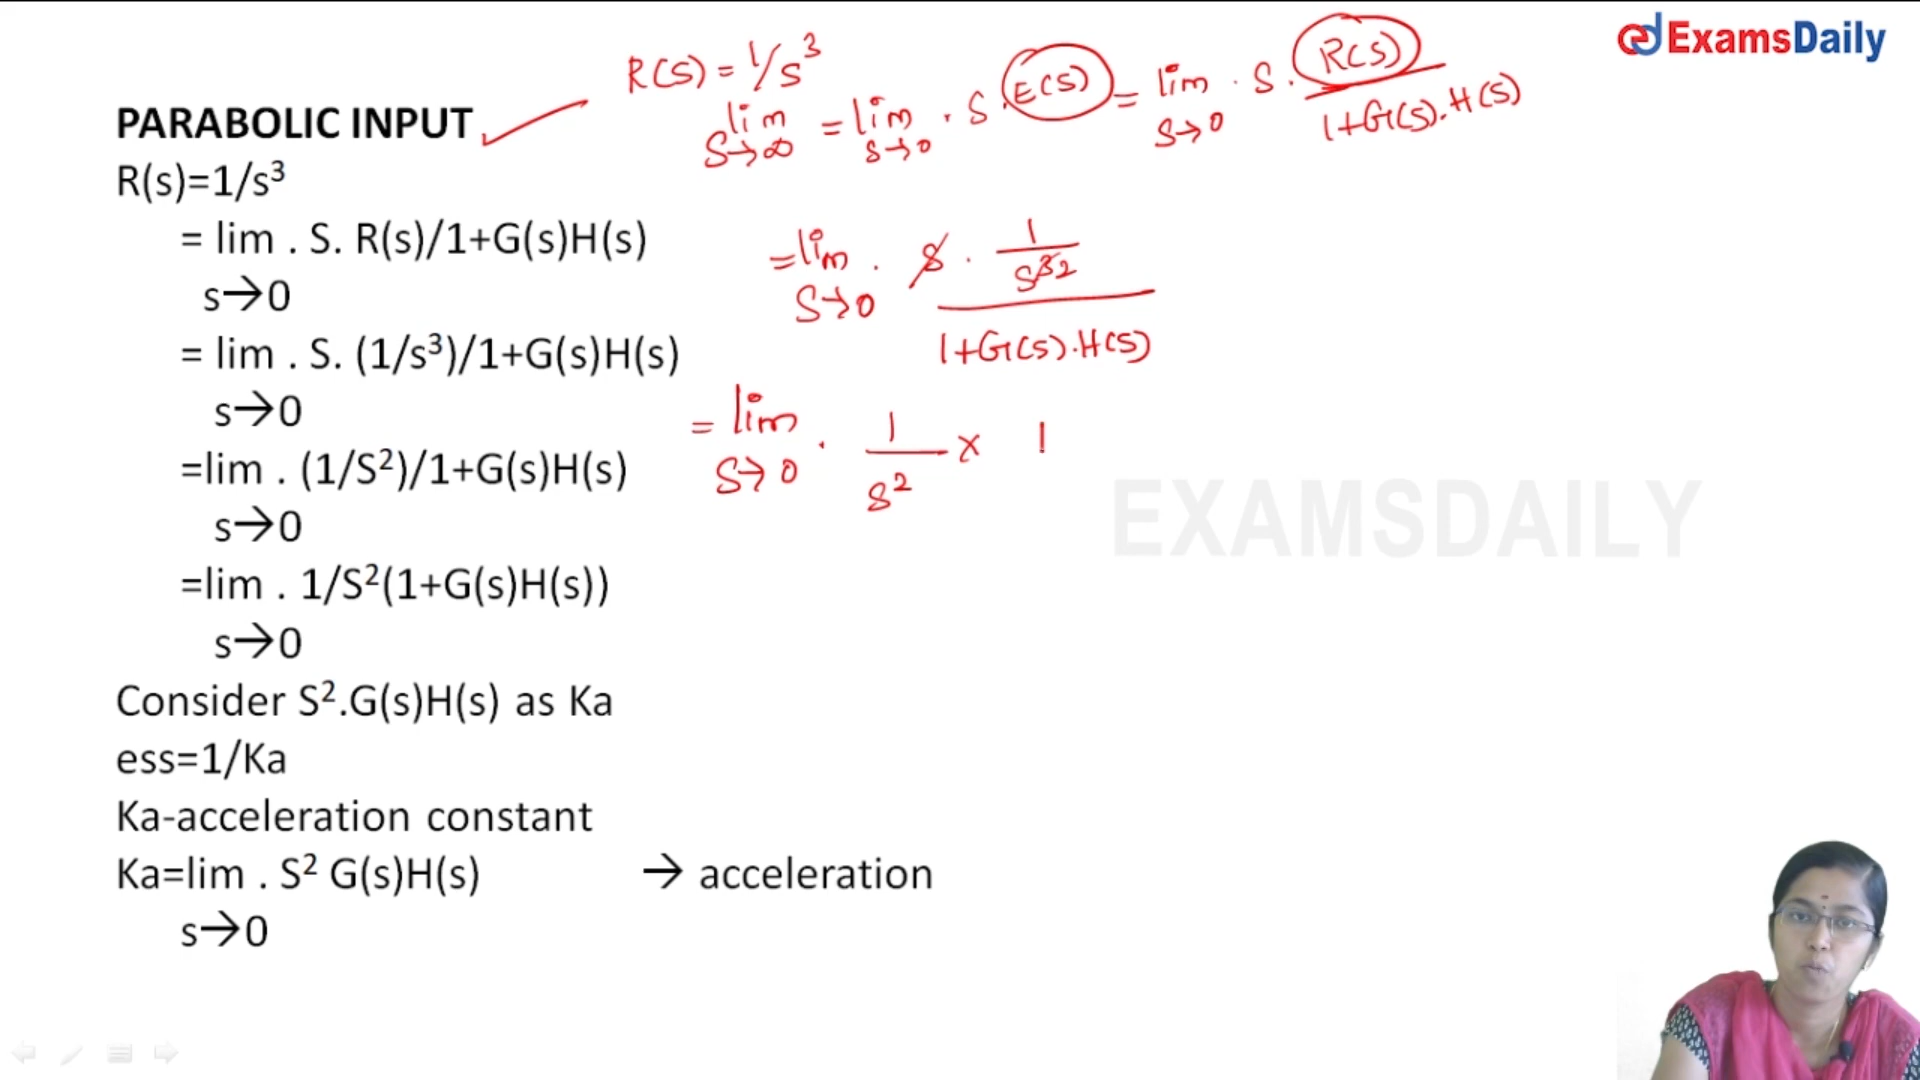 ExamsDaily
PARABOLIC INPUT
R(s)=1/s³
= lim . S. R(s)/1+G(s)H(s)
s→0
= lim . S. (1/s³)/1+G(s)H(s)
s→0
=lim . (1/S²)/1+G(s)H(s)
s→0
=lim . 1/S²(1+G(s)H(s))
s→0
Consider S².G(s)H(s) as Ka
ess=1/Ka
Ka-acceleration constant
Ka=lim . S² G(s)H(s) → acceleration
s→0
R(S) = 1/S³
lim = lim . S . E(S) = lim . S . R(S)
S→∞ S→0 S→0 1+G(S).H(S)
= lim . S . 1
S→0 S³ 2
1+G(S).H(S)
= lim . 1 × 1
S→0 S²
EXAMSDAILY